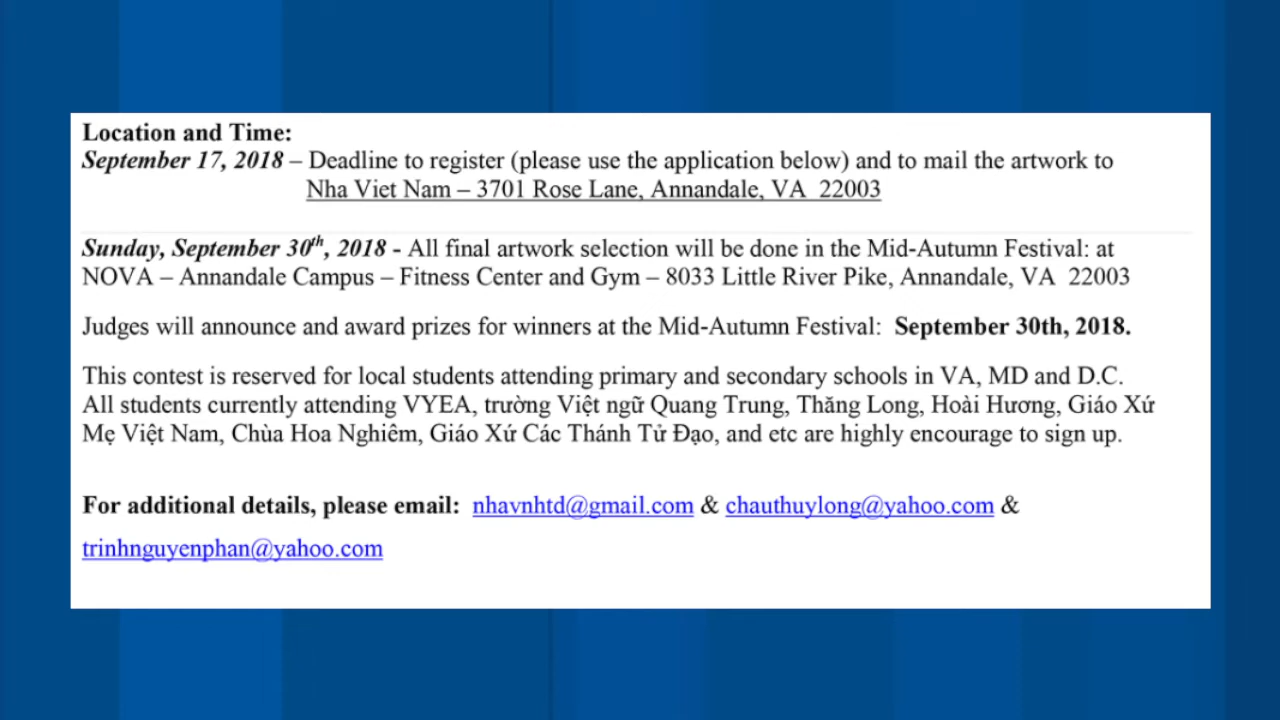 Location and Time:
September 17, 2018 – Deadline to register (please use the application below) and to mail the artwork to
Nha Viet Nam – 3701 Rose Lane, Annandale, VA  22003
Sunday, September 30th, 2018 - All final artwork selection will be done in the Mid-Autumn Festival: at
NOVA – Annandale Campus – Fitness Center and Gym – 8033 Little River Pike, Annandale, VA  22003
Judges will announce and award prizes for winners at the Mid-Autumn Festival:  September 30th, 2018.
This contest is reserved for local students attending primary and secondary schools in VA, MD and D.C.
All students currently attending VYEA, trường Việt ngữ Quang Trung, Thăng Long, Hoài Hương, Giáo Xứ
Mẹ Việt Nam, Chùa Hoa Nghiêm, Giáo Xứ Các Thánh Tử Đạo, and etc are highly encourage to sign up.
For additional details, please email:  nhavnhtd@gmail.com & chauthuylong@yahoo.com &
trinhnguyenphan@yahoo.com